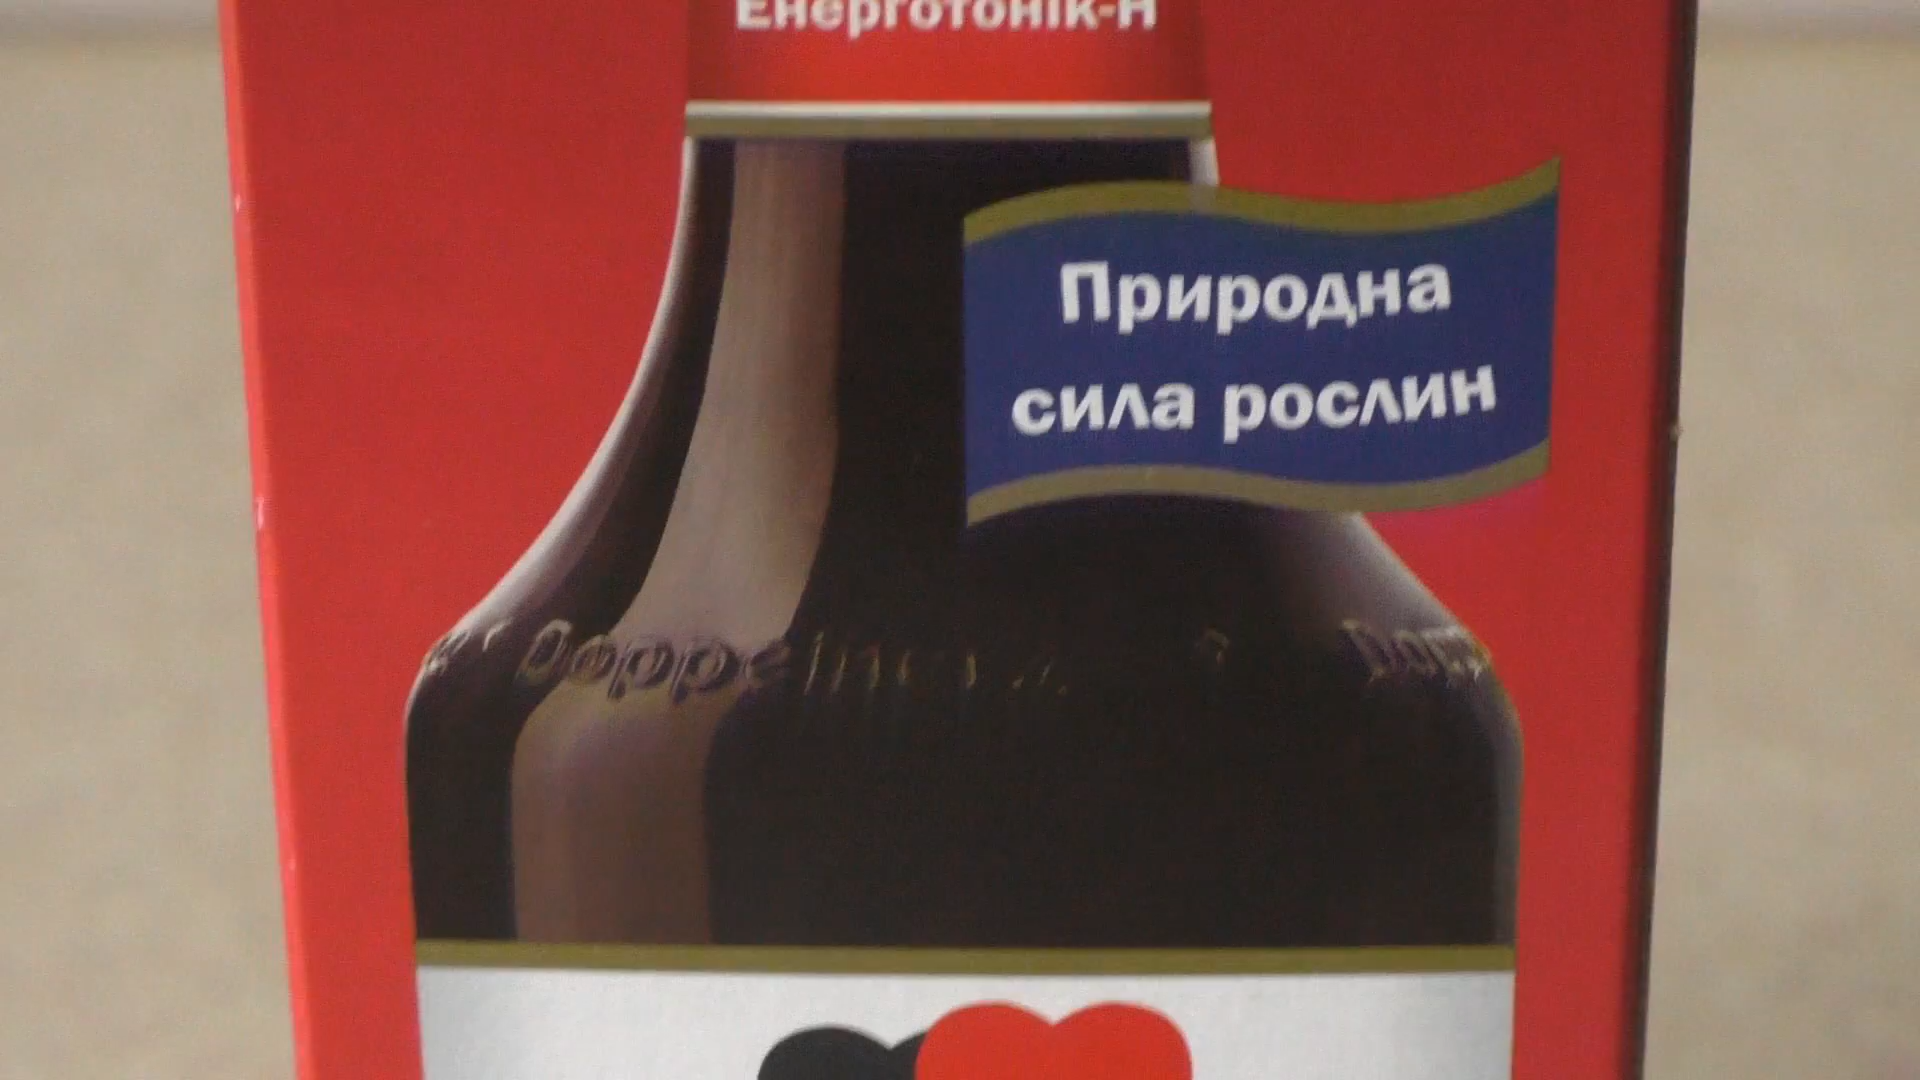 Енерготонік-Н
Природна
сила рослин
Doppelherz